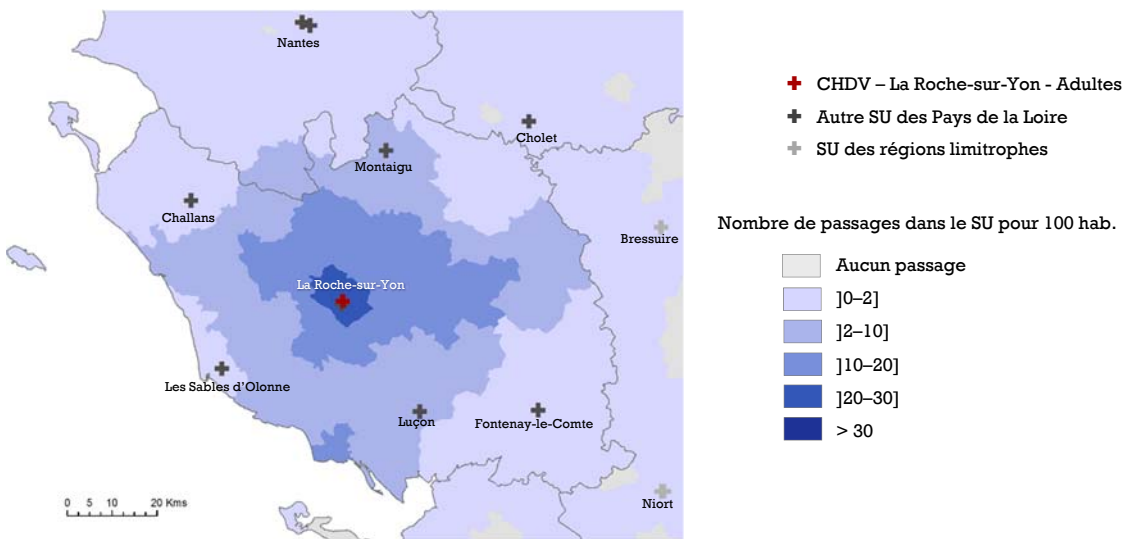 Nantes
Cholet
Montaigu
Challans
Bressuire
La Roche-sur-Yon
Les Sables d'Olonne
Luçon
Fontenay-le-Comte
Niort
0 5 10 20 Kms
CHDV – La Roche-sur-Yon - Adultes
Autre SU des Pays de la Loire
SU des régions limitrophes
Nombre de passages dans le SU pour 100 hab.
Aucun passage
]0–2]
]2–10]
]10–20]
]20–30]
> 30